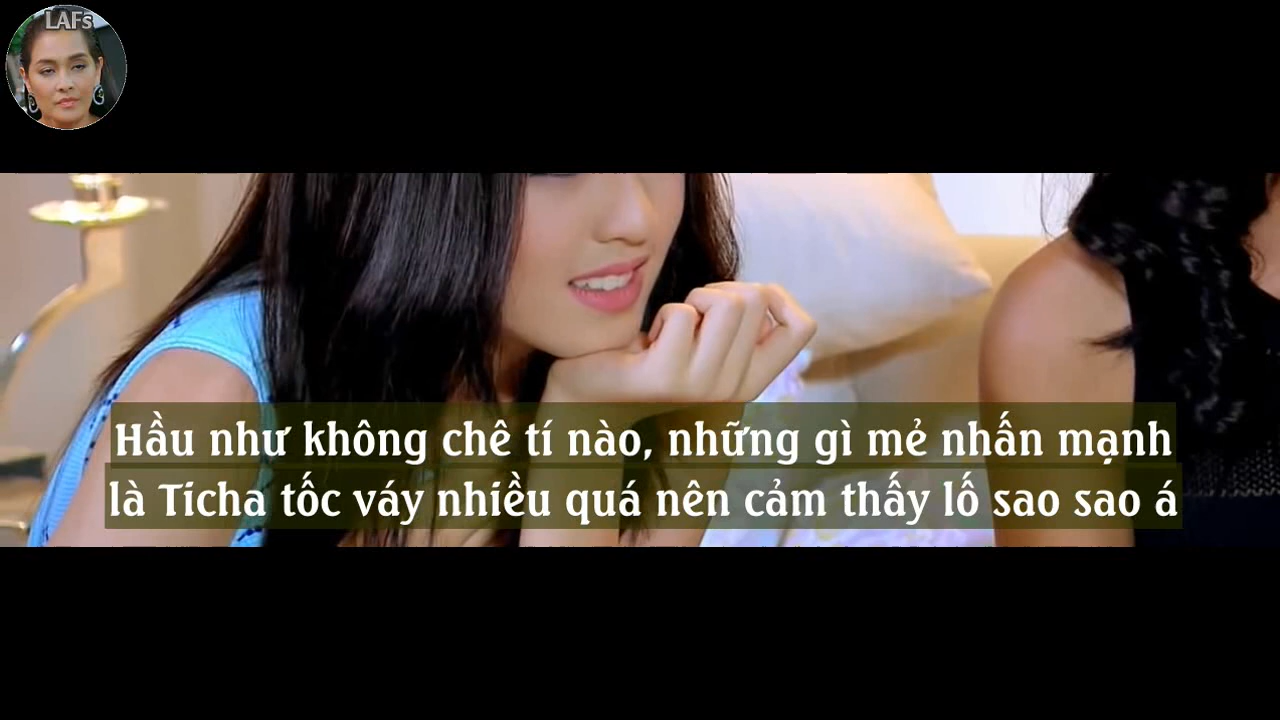 LAFs
Hầu như không chê tí nào, những gì mẻ nhấn mạnh
là Ticha tốc váy nhiều quá nên cảm thấy lố sao sao á